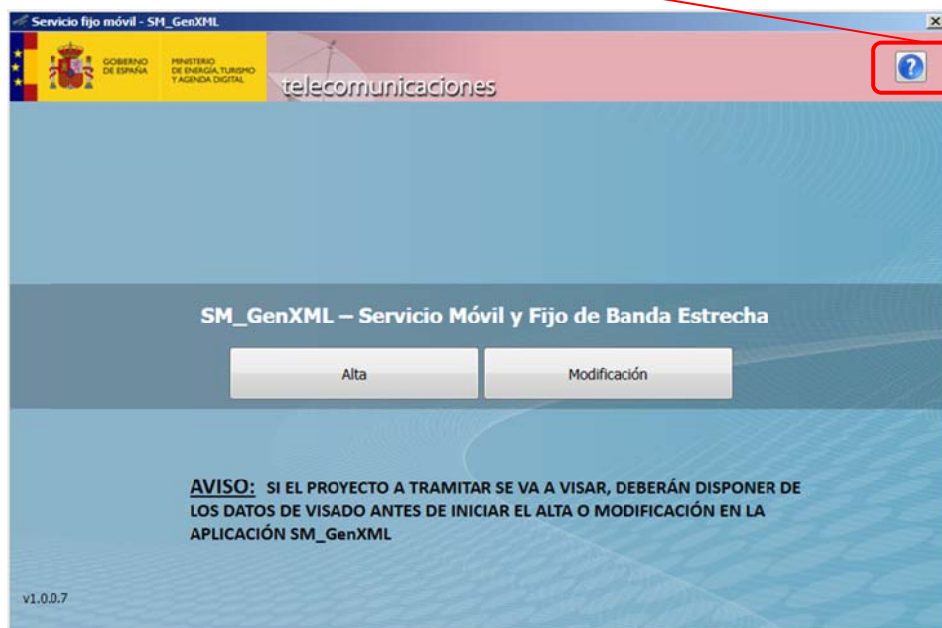 Servicio fijo móvil - SM_GenXML
GOBIERNO
DE ESPAÑA
MINISTERIO
DE ENERGÍA, TURISMO
Y AGENDA DIGITAL
telecomunicaciones
?
SM_GenXML – Servicio Móvil y Fijo de Banda Estrecha
Alta
Modificación
AVISO: SI EL PROYECTO A TRAMITAR SE VA A VISAR, DEBERÁN DISPONER DE
LOS DATOS DE VISADO ANTES DE INICIAR EL ALTA O MODIFICACIÓN EN LA
APLICACIÓN SM_GenXML
v1.0.0.7